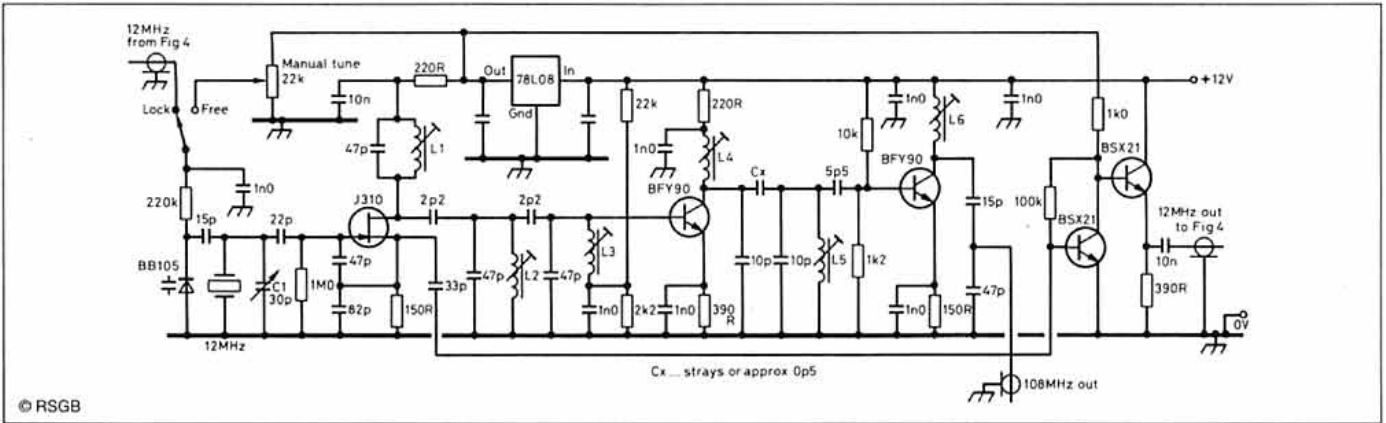 12MHz
from Fig 4
Manual tune
22k
Lock
Free
10n
220R
Out
78L08
In
Gnd
22k
220R
+12V
1n0
1n0
L6
1k0
10k
47p
L1
1n0
L4
BFY90
BSX21
220k
1n0
J310
2p2
2p2
BFY90
Cx
5p5
15p
100k
BSX21
12MHz out
to Fig 4
15p
22p
10n
BB105
C1
30p
1M0
47p
82p
150R
33p
47p
L2
47p
L3
1n0
2k2
1n0
390
R
10p
10p
L5
1k2
1n0
150R
47p
390R
0V
12MHz
Cx ... strays or approx 0p5
108MHz out
© RSGB